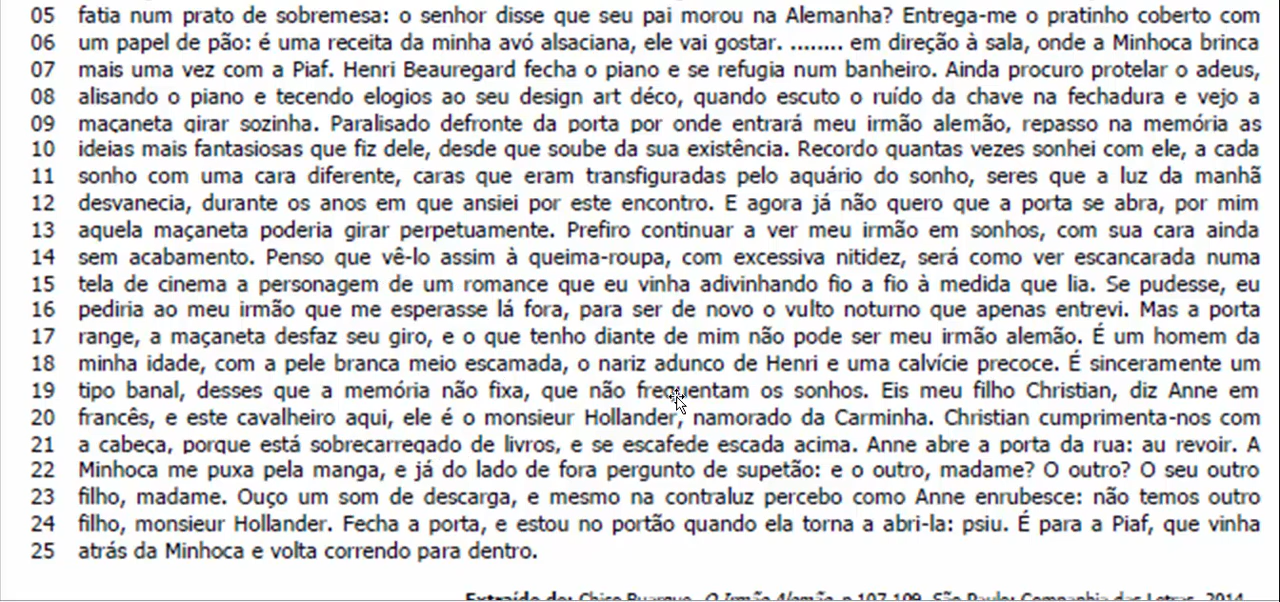 05 fatia num prato de sobremesa: o senhor disse que seu pai morou na Alemanha? Entrega-me o pratinho coberto com
06 um papel de pão: é uma receita da minha avó alsaciana, ele vai gostar. ........ em direção à sala, onde a Minhoca brinca
07 mais uma vez com a Piaf. Henri Beauregard fecha o piano e se refugia num banheiro. Ainda procuro protelar o adeus,
08 alisando o piano e tecendo elogios ao seu design art déco, quando escuto o ruído da chave na fechadura e vejo a
09 maçaneta girar sozinha. Paralisado defronte da porta por onde entrará meu irmão alemão, repasso na memória as
10 ideias mais fantasiosas que fiz dele, desde que soube da sua existência. Recordo quantas vezes sonhei com ele, a cada
11 sonho com uma cara diferente, caras que eram transfiguradas pelo aquário do sonho, seres que a luz da manhã
12 desvanecia, durante os anos em que ansiei por este encontro. E agora já não quero que a porta se abra, por mim
13 aquela maçaneta poderia girar perpetuamente. Prefiro continuar a ver meu irmão em sonhos, com sua cara ainda
14 sem acabamento. Penso que vê-lo assim à queima-roupa, com excessiva nitidez, será como ver escancarada numa
15 tela de cinema a personagem de um romance que eu vinha adivinhando fio a fio à medida que lia. Se pudesse, eu
16 pediria ao meu irmão que me esperasse lá fora, para ser de novo o vulto noturno que apenas entrevi. Mas a porta
17 range, a maçaneta desfaz seu giro, e o que tenho diante de mim não pode ser meu irmão alemão. É um homem da
18 minha idade, com a pele branca meio escamada, o nariz adunco de Henri e uma calvície precoce. É sinceramente um
19 tipo banal, desses que a memória não fixa, que não frequentam os sonhos. Eis meu filho Christian, diz Anne em
20 francês, e este cavalheiro aqui, ele é o monsieur Hollander, namorado da Carminha. Christian cumprimenta-nos com
21 a cabeça, porque está sobrecarregado de livros, e se escafede escada acima. Anne abre a porta da rua: au revoir. A
22 Minhoca me puxa pela manga, e já do lado de fora pergunto de supetão: e o outro, madame? O outro? O seu outro
23 filho, madame. Ouço um som de descarga, e mesmo na contraluz percebo como Anne enrubesce: não temos outro
24 filho, monsieur Hollander. Fecha a porta, e estou no portão quando ela torna a abri-la: psiu. É para a Piaf, que vinha
25 atrás da Minhoca e volta correndo para dentro.
Extraído de: Chico Buarque. O Irmão Alemão. p.107-109. São Paulo: Companhia das Letras, 2014.